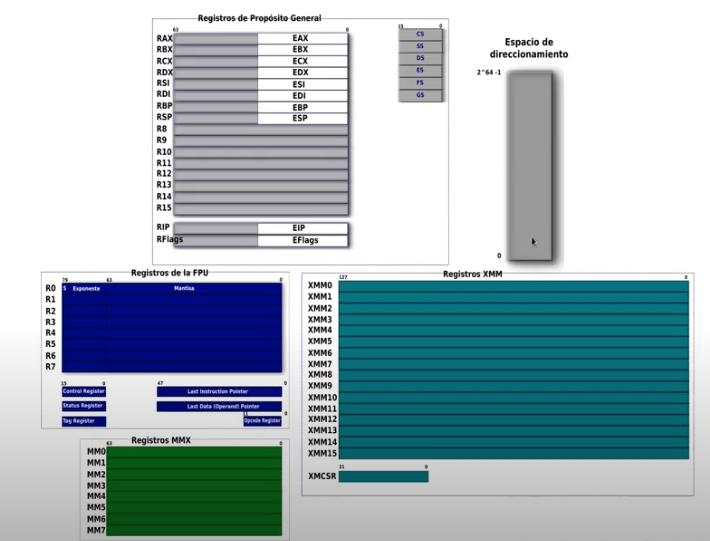 Registros de Propósito General
63 0
RAX EAX
RBX EBX
RCX ECX
RDX EDX
RSI ESI
RDI EDI
RBP EBP
RSP ESP
R8
R9
R10
R11
R12
R13
R14
R15
RIP EIP
RFlags EFlags
15 0
CS
SS
DS
ES
FS
GS
Espacio de
direccionamiento
2^64 -1
0
Registros de la FPU
79 63 0
R0 S Exponente Mantisa
R1
R2
R3
R4
R5
R6
R7
15 0 47 0
Control Register Last Instruction Pointer
Status Register Last Data (Operand) Pointer
0
Tag Register Opcode Register
Registros MMX
63 0
MM0
MM1
MM2
MM3
MM4
MM5
MM6
MM7
Registros XMM
127 0
XMM0
XMM1
XMM2
XMM3
XMM4
XMM5
XMM6
XMM7
XMM8
XMM9
XMM10
XMM11
XMM12
XMM13
XMM14
XMM15
31 0
XMCSR